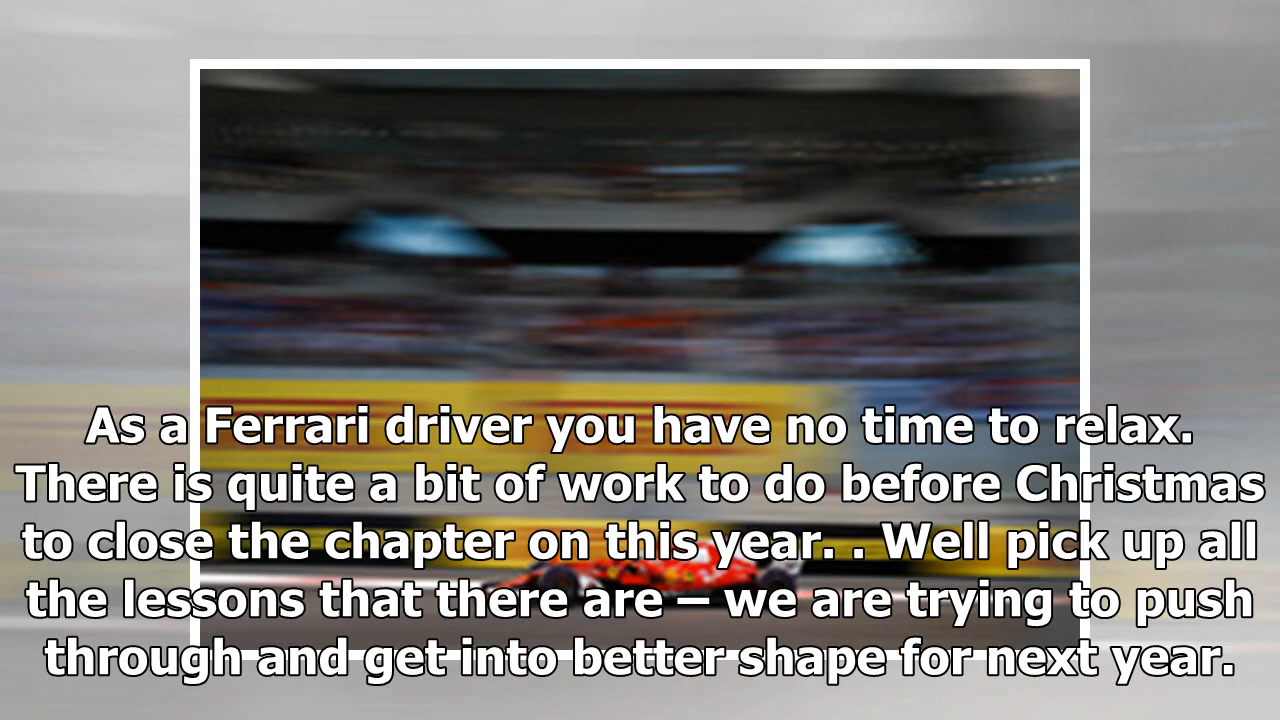 As a Ferrari driver you have no time to relax.
There is quite a bit of work to do before Christmas
to close the chapter on this year. . Well pick up all
the lessons that there are – we are trying to push
through and get into better shape for next year.